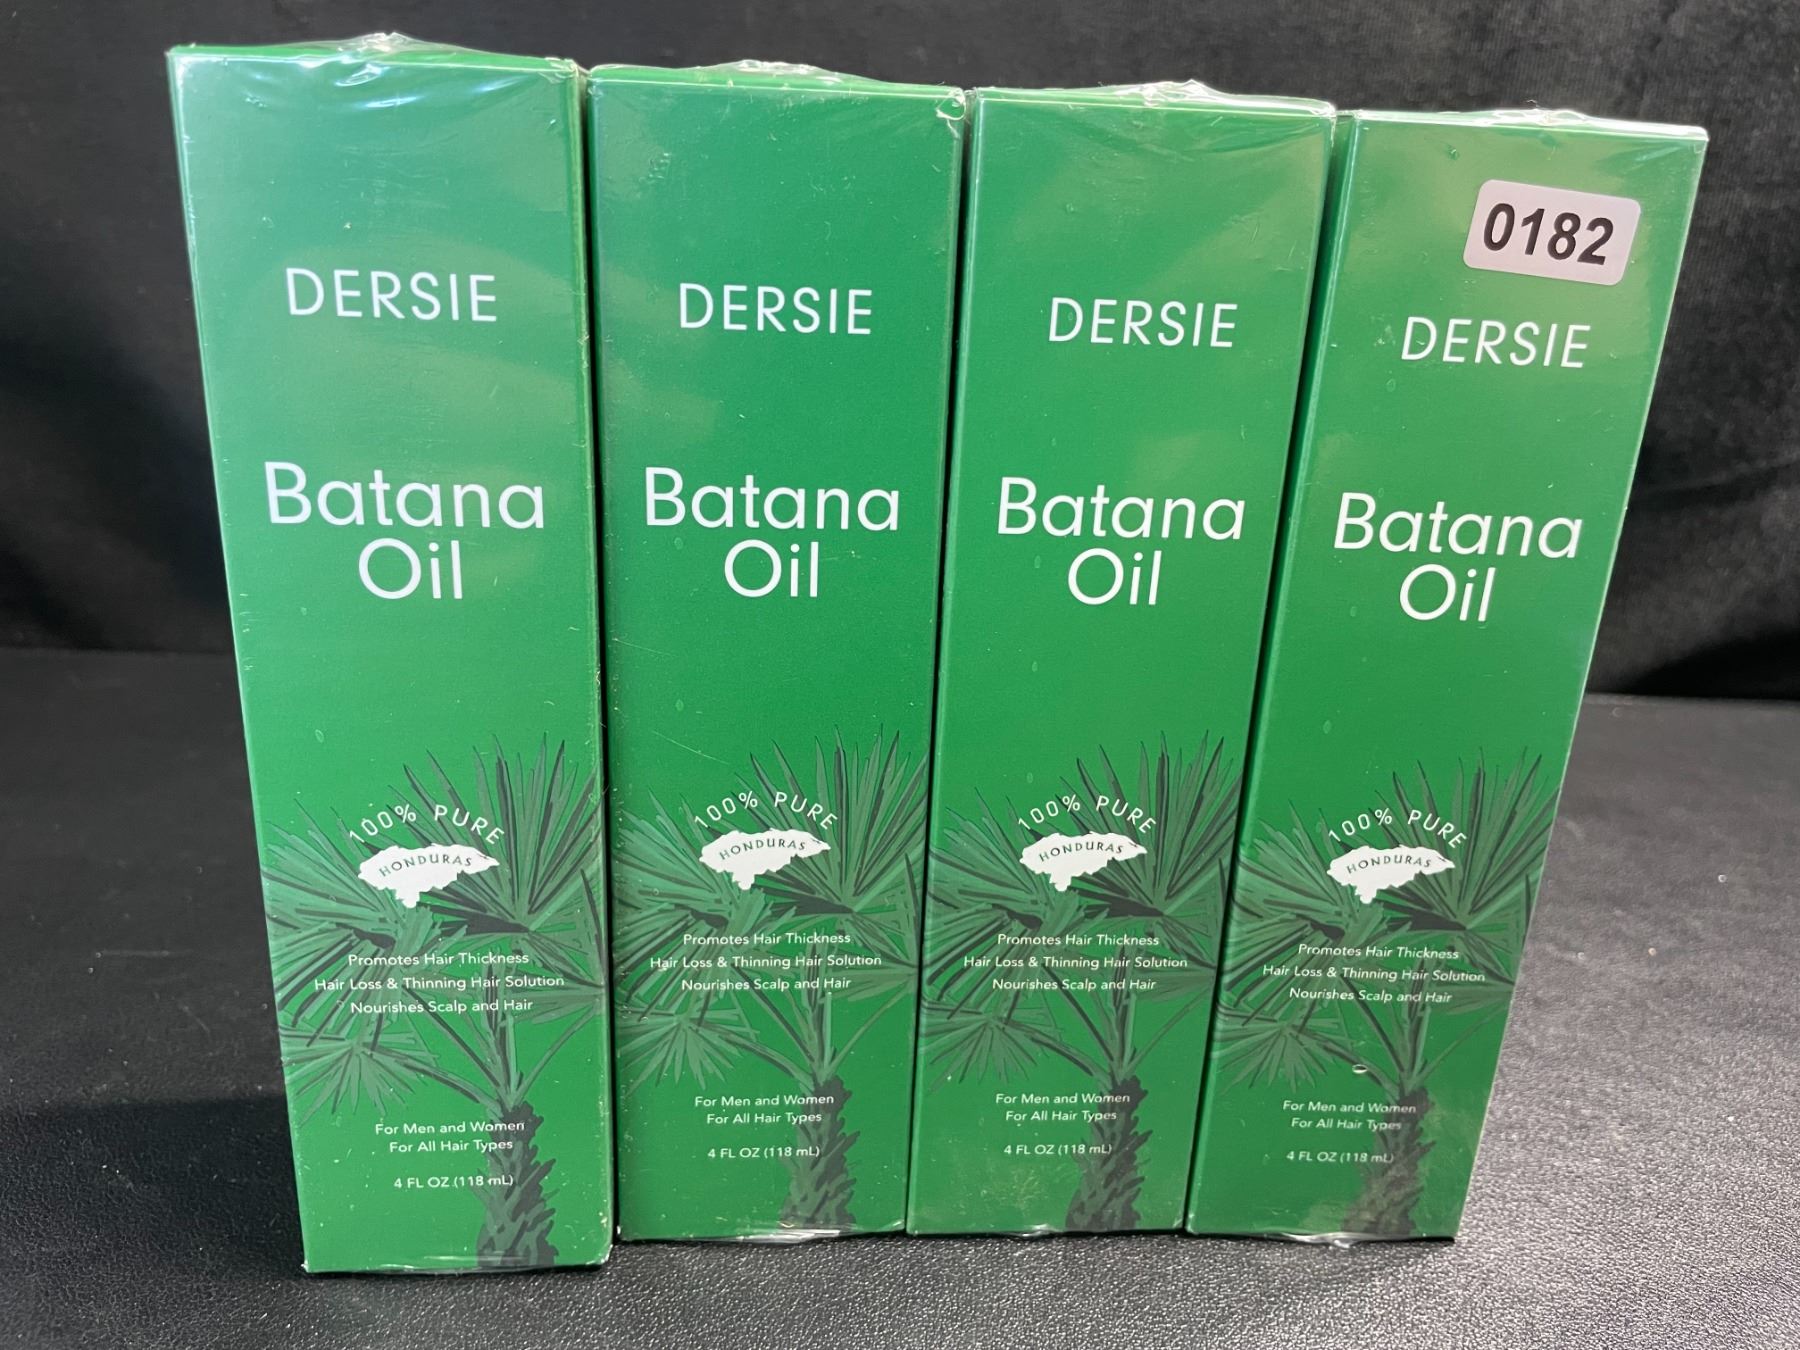 DERSIE
Batana
Oil
100% PURE
HONDURAS
Promotes Hair Thickness
Hair Loss & Thinning Hair Solution
Nourishes Scalp and Hair
For Men and Women
For All Hair Types
4 FL OZ (118 mL)
DERSIE
Batana
Oil
100% PURE
HONDURAS
Promotes Hair Thickness
Hair Loss & Thinning Hair Solution
Nourishes Scalp and Hair
For Men and Women
For All Hair Types
4 FL OZ (118 mL)
DERSIE
Batana
Oil
100% PURE
HONDURAS
Promotes Hair Thickness
Hair Loss & Thinning Hair Solution
Nourishes Scalp and Hair
For Men and Women
For All Hair Types
4 FL OZ (118 mL)
0182
DERSIE
Batana
Oil
100% PURE
HONDURAS
Promotes Hair Thickness
Hair Loss & Thinning Hair Solution
Nourishes Scalp and Hair
For Men and Women
For All Hair Types
4 FL OZ (118 mL)